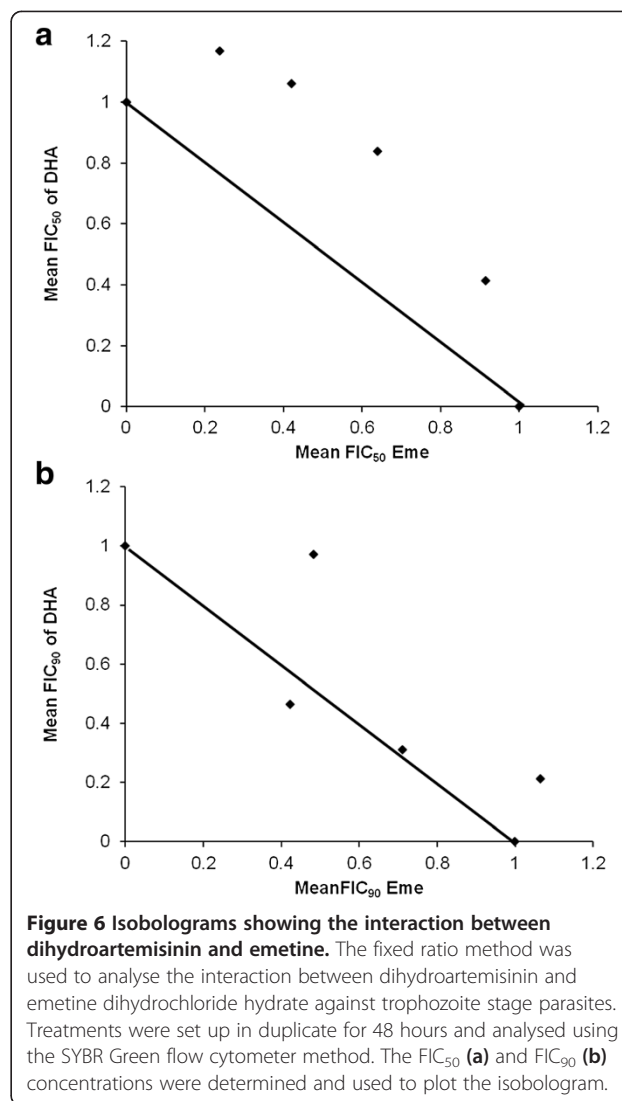 a
1.2
1
0.8
0.6
0.4
0.2
0
Mean FIC50 of DHA
0 0.2 0.4 0.6 0.8 1 1.2
Mean FIC50 Eme
b
1.2
1
0.8
0.6
0.4
0.2
0
Mean FIC90 of DHA
0 0.2 0.4 0.6 0.8 1 1.2
MeanFIC90 Eme
Figure 6 Isobolograms showing the interaction between
dihydroartemisinin and emetine. The fixed ratio method was
used to analyse the interaction between dihydroartemisinin and
emetine dihydrochloride hydrate against trophozoite stage parasites.
Treatments were set up in duplicate for 48 hours and analysed using
the SYBR Green flow cytometer method. The FIC50 (a) and FIC90 (b)
concentrations were determined and used to plot the isobologram.